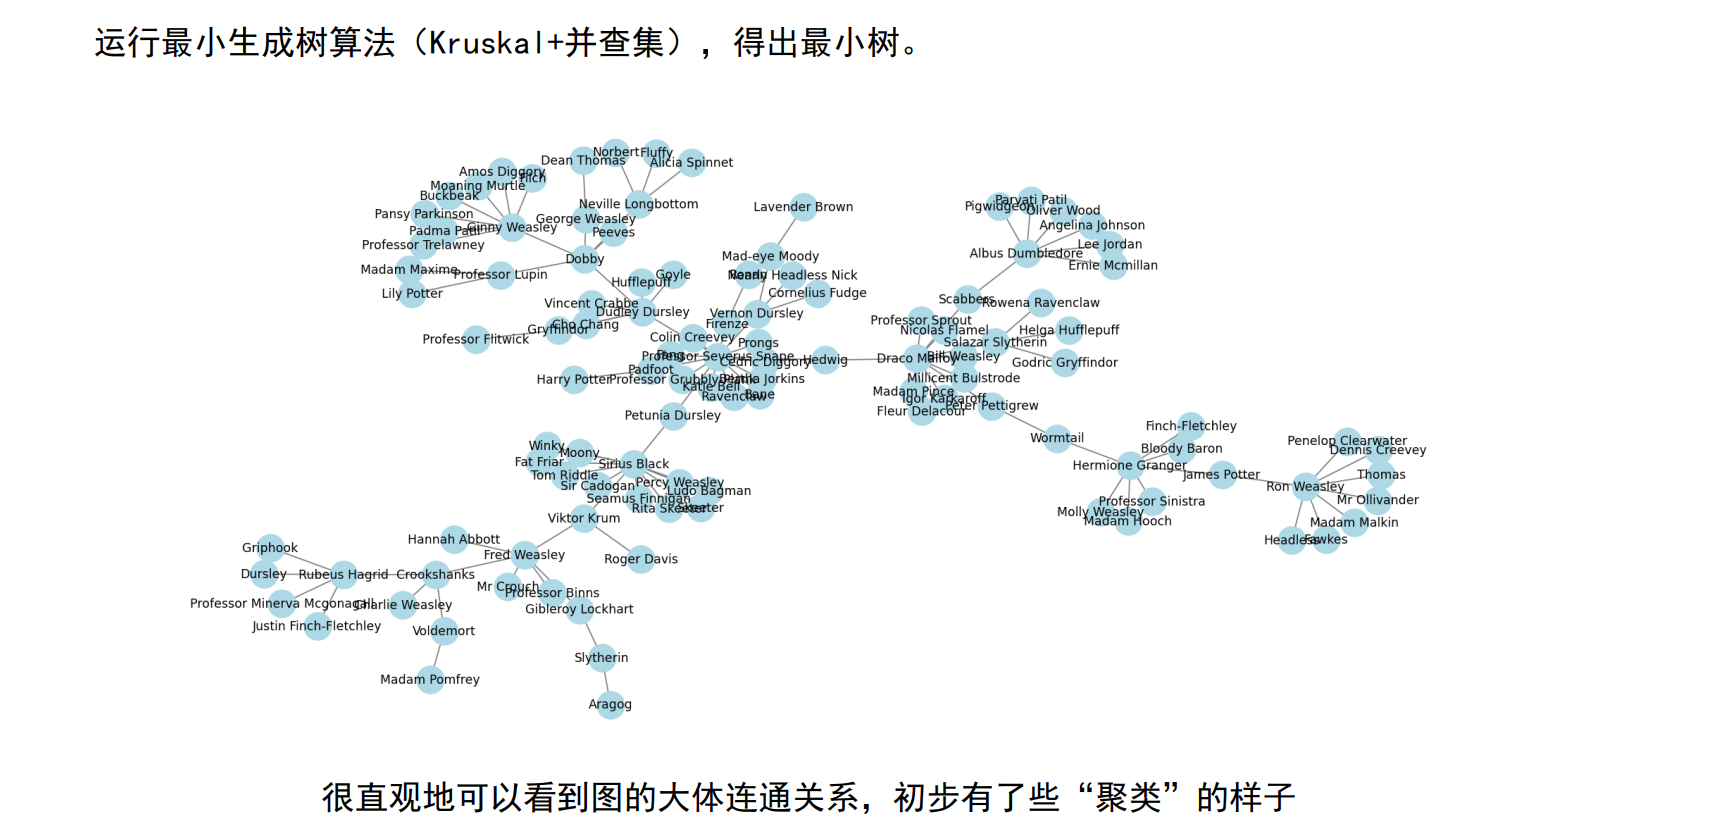 运行最小生成树算法（Kruskal+并查集），得出最小树。
Dean Thomas
Norbert
Fluffy
Alicia Spinnet
Amos Diggory
Filch
Moaning Murtle
Buckbeak
Pansy Parkinson
Padma Patil
Ginny Weasley
Professor Trelawney
Neville Longbottom
George Weasley
Peeves
Lavender Brown
Pigwidgeon
Parvati Patil
Oliver Wood
Angelina Johnson
Lee Jordan
Albus Dumbledore
Ernie Mcmillan
Dobby
Madam Maxime
Professor Lupin
Lily Potter
Mad-eye Moody
Nearly Headless Nick
Cornelius Fudge
Hufflepuff
Goyle
Vincent Crabbe
Dudley Dursley
Cho Chang
Gryffindor
Professor Flitwick
Vernon Dursley
Firenze
Colin Creevey
Prongs
Scabbers
Rowena Ravenclaw
Professor Sprout
Nicolas Flamel
Helga Hufflepuff
Salazar Slytherin
Godric Gryffindor
Professor Severus Snape
Cedric Diggory
Hedwig
Draco Malfoy
Bill Weasley
Padfoot
Harry Potter
Professor Grubbly-Plank
Bertha Jorkins
Katie Bell
Ravenclaw
Bane
Millicent Bulstrode
Madam Pince
Igor Karkaroff
Peter Pettigrew
Fleur Delacour
Petunia Dursley
Wormtail
Finch-Fletchley
Bloody Baron
Hermione Granger
James Potter
Penelop Clearwater
Dennis Creevey
Thomas
Ron Weasley
Mr Ollivander
Madam Malkin
Headless
Fawkes
Professor Sinistra
Molly Weasley
Madam Hooch
Winky
Moony
Fat Friar
Sirius Black
Tom Riddle
Sir Cadogan
Percy Weasley
Ludo Bagman
Seamus Finnigan
Rita Skeeter
Skeeter
Viktor Krum
Hannah Abbott
Fred Weasley
Roger Davis
Griphook
Dursley
Rubeus Hagrid
Crookshanks
Mr Crouch
Professor Binns
Professor Minerva Mcgonagall
Charlie Weasley
Gibleroy Lockhart
Justin Finch-Fletchley
Voldemort
Slytherin
Madam Pomfrey
Aragog
很直观地可以看到图的大体连通关系，初步有了些“聚类”的样子